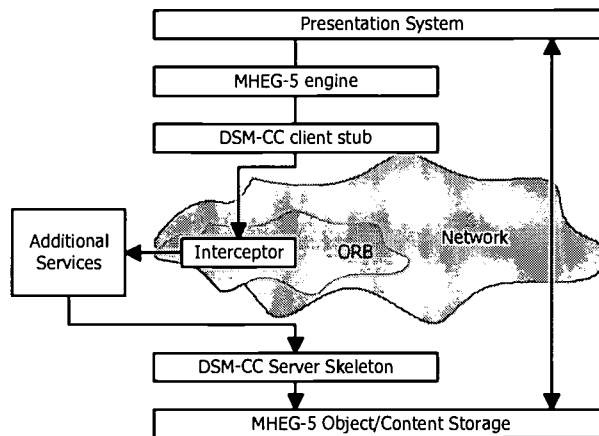 Presentation System
MHEG-5 engine
DSM-CC client stub
Additional
Services
Interceptor
ORB
Network
DSM-CC Server Skeleton
MHEG-5 Object/Content Storage